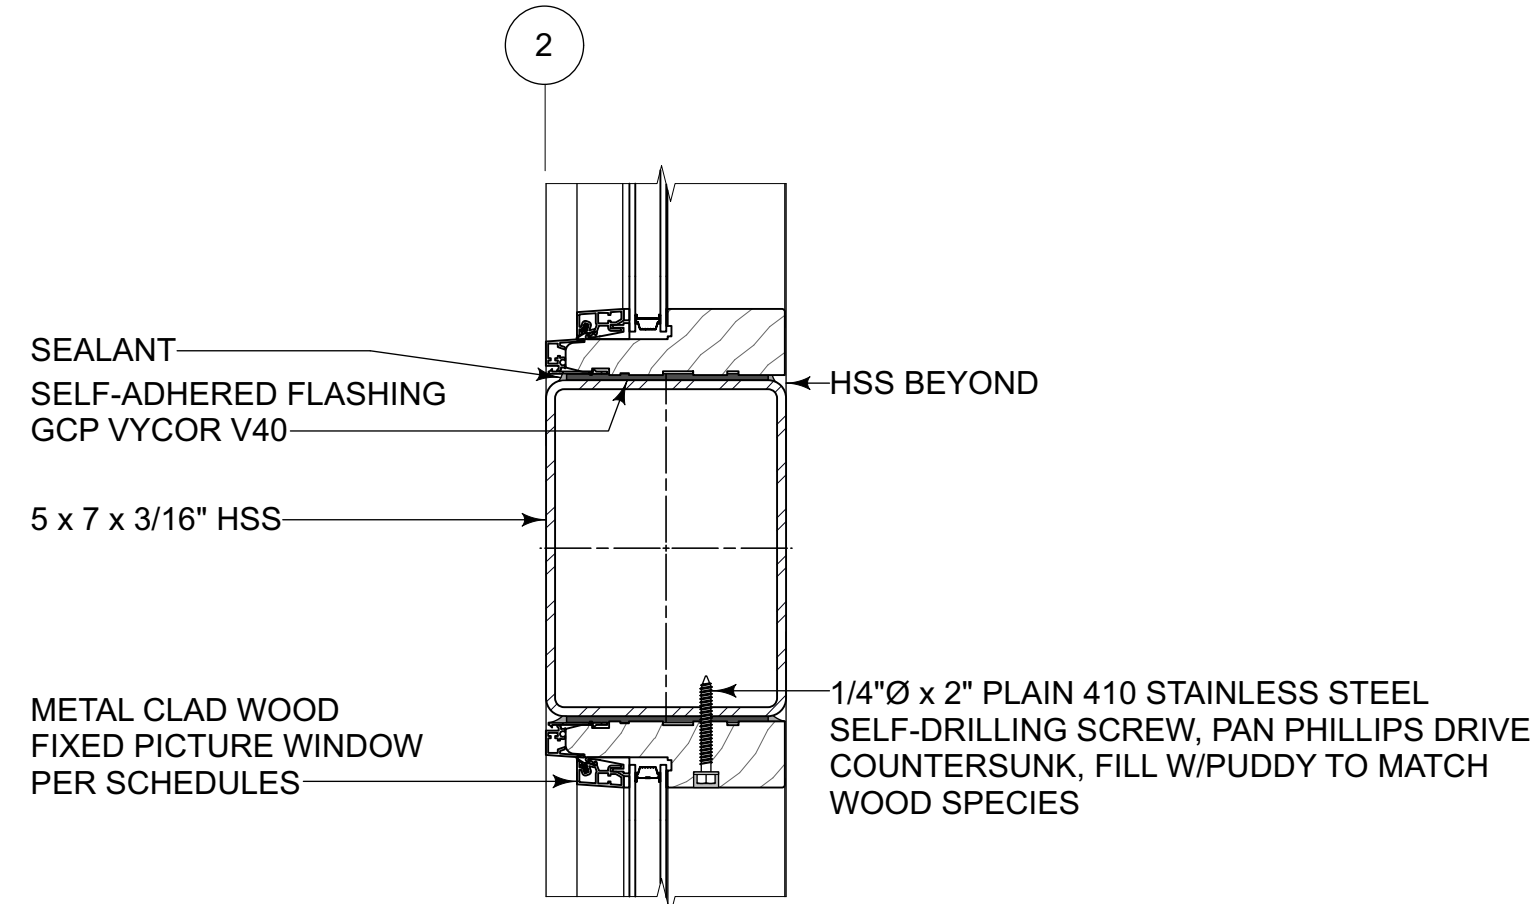 2
SEALANT
SELF-ADHERED FLASHING
GCP VYCOR V40
HSS BEYOND
5 x 7 x 3/16" HSS
METAL CLAD WOOD
FIXED PICTURE WINDOW
PER SCHEDULES
1/4"Ø x 2" PLAIN 410 STAINLESS STEEL
SELF-DRILLING SCREW, PAN PHILLIPS DRIVE
COUNTERSUNK, FILL W/PUDDY TO MATCH
WOOD SPECIES